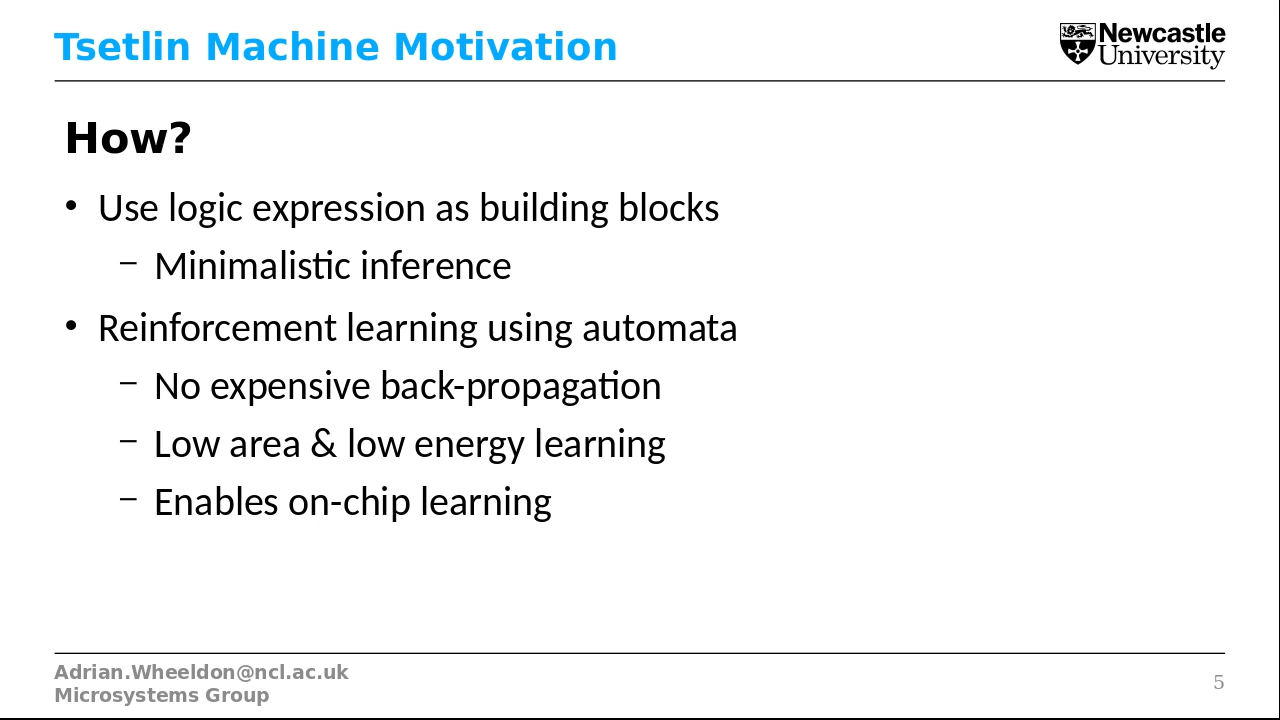 Tsetlin Machine Motivation
Newcastle
University
How?
• Use logic expression as building blocks
– Minimalistic inference
• Reinforcement learning using automata
– No expensive back-propagation
– Low area & low energy learning
– Enables on-chip learning
Adrian.Wheeldon@ncl.ac.uk
Microsystems Group
5